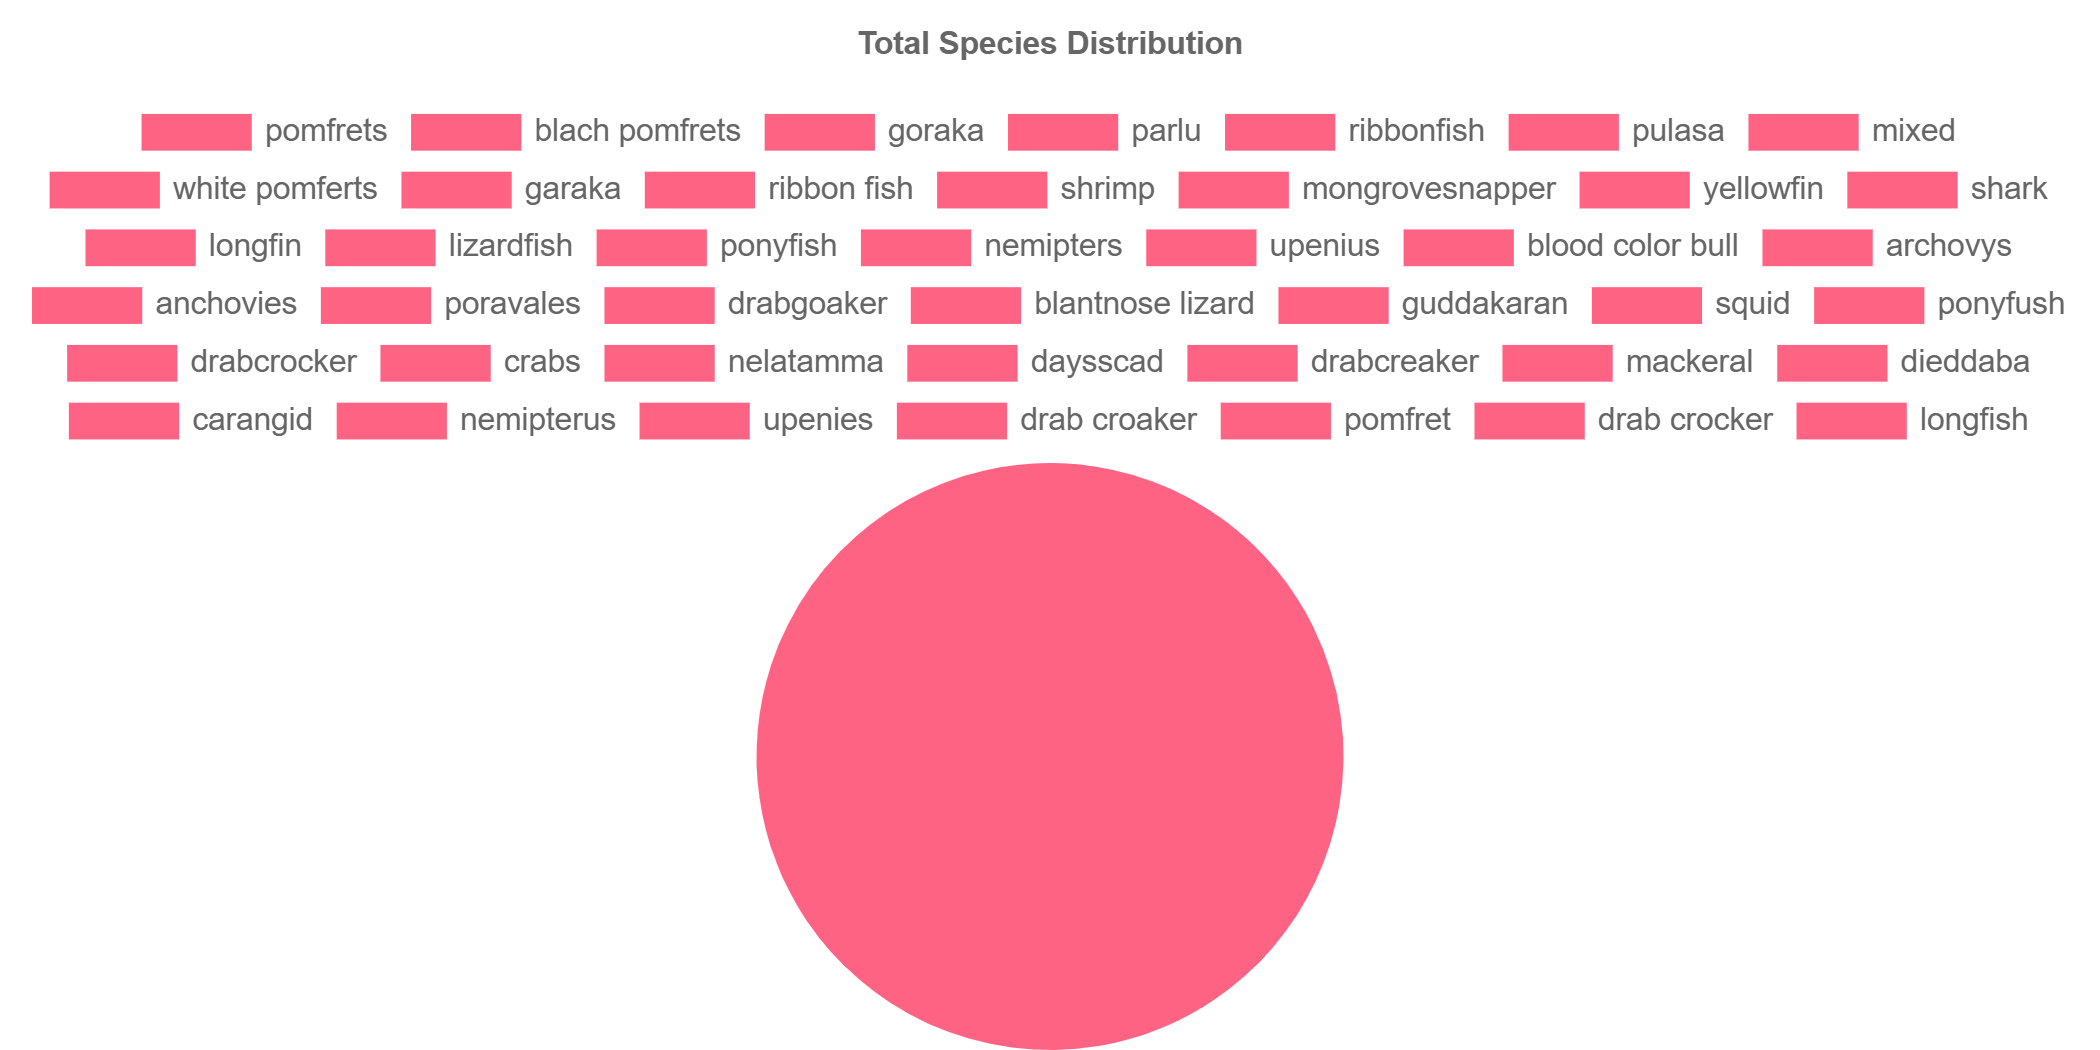 Total Species Distribution
pomfrets blach pomfrets goraka parlu ribbonfish pulasa mixed
white pomferts garaka ribbon fish shrimp mongrovesnapper yellowfin shark
longfin lizardfish ponyfish nemipters upenius blood color bull archovys
anchovies poravales drabgoaker blantnose lizard guddakaran squid ponyfush
drabcrocker crabs nelatamma daysscad drabcreaker mackeral dieddaba
carangid nemipterus upenies drab croaker pomfret drab crocker longfish